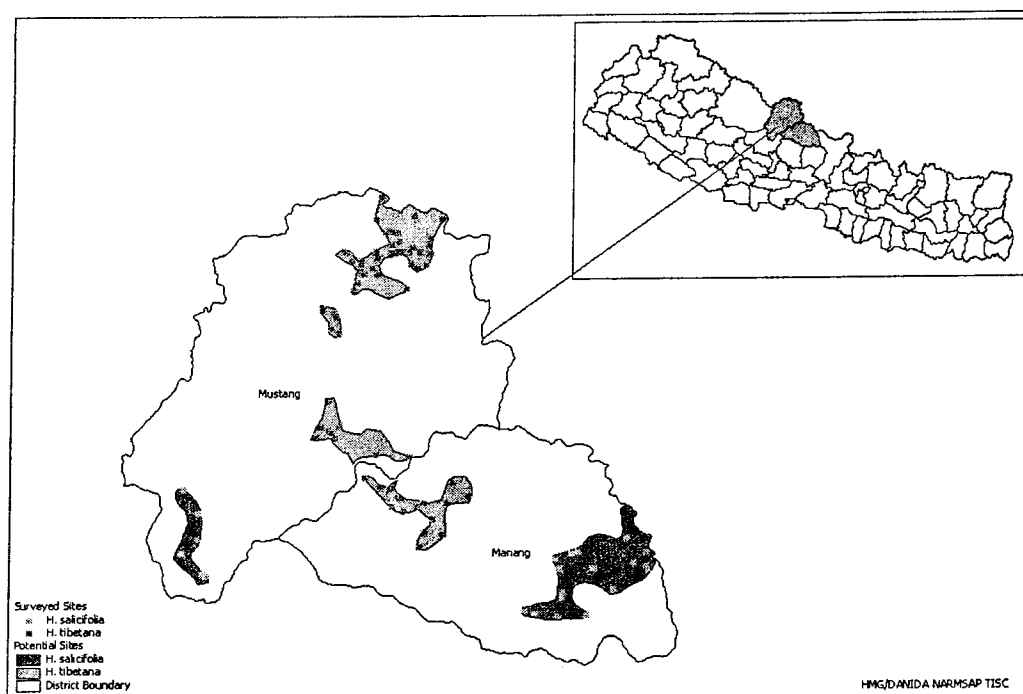 Mustang
Manang
Surveyed Sites
H. salicifolia
H. tibetana
Potential Sites
H. salicifolia
H. tibetana
District Boundary
HMG/DANIDA NARMSAP TISC